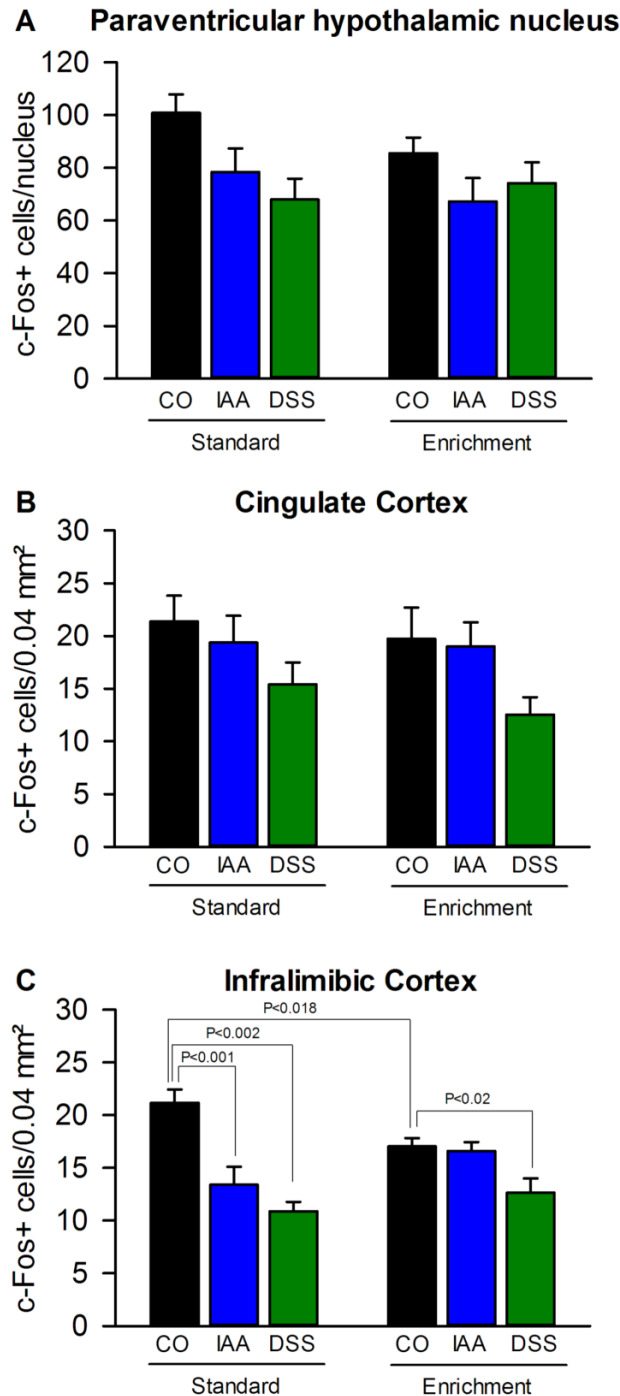 A Paraventricular hypothalamic nucleus
c-Fos+ cells/nucleus
120
100
80
60
40
20
0
CO IAA DSS CO IAA DSS
Standard Enrichment
B Cingulate Cortex
c-Fos+ cells/0.04 mm²
30
25
20
15
10
5
0
CO IAA DSS CO IAA DSS
Standard Enrichment
C Infralimibic Cortex
c-Fos+ cells/0.04 mm²
30
25
20
15
10
5
0
P<0.018
P<0.002
P<0.001
P<0.02
CO IAA DSS CO IAA DSS
Standard Enrichment